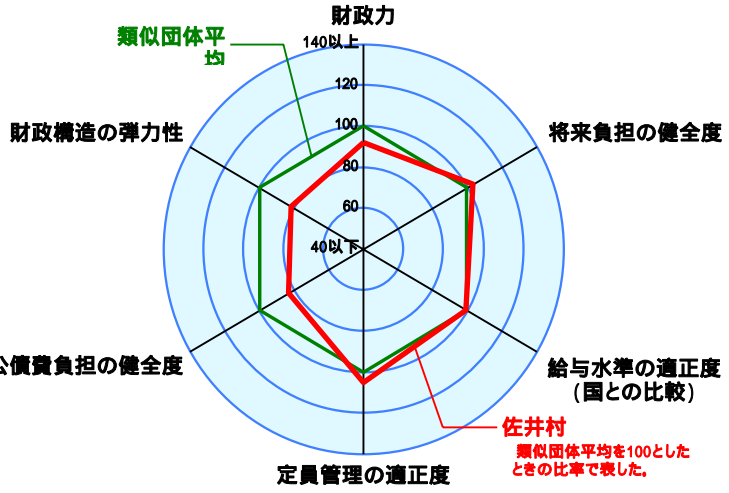 財政力
類似団体平
均
140以上
120
100
80
60
40以下
財政構造の弾力性
将来負担の健全度
公債費負担の健全度
給与水準の適正度
(国との比較)
佐井村
類似団体平均を100とした
ときの比率で表した。
定員管理の適正度